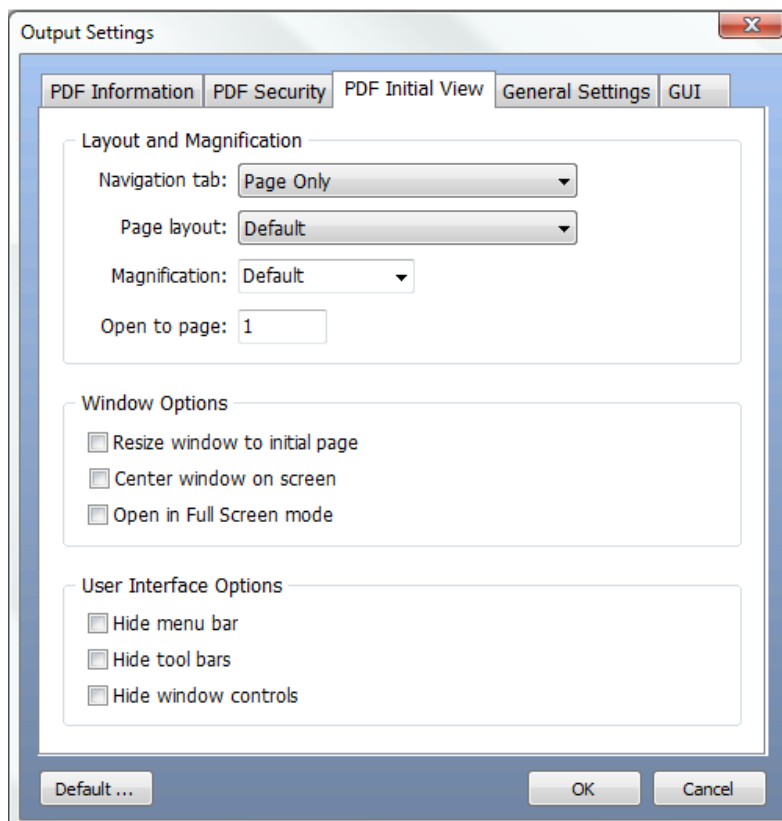 Output Settings
PDF Information PDF Security PDF Initial View General Settings GUI
Layout and Magnification
Navigation tab: Page Only
Page layout: Default
Magnification: Default
Open to page: 1
Window Options
Resize window to initial page
Center window on screen
Open in Full Screen mode
User Interface Options
Hide menu bar
Hide tool bars
Hide window controls
Default ... OK Cancel